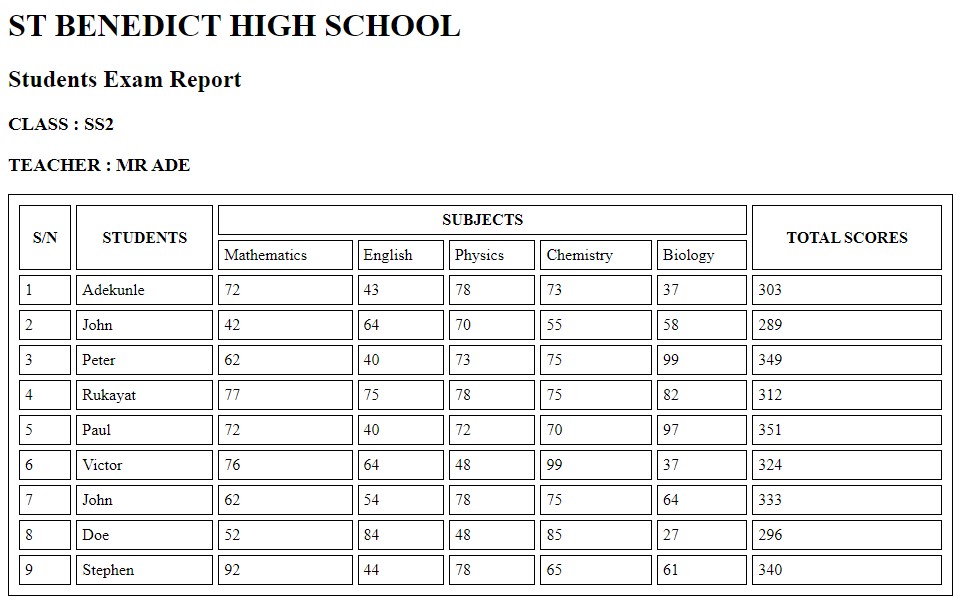 ST BENEDICT HIGH SCHOOL
Students Exam Report
CLASS : SS2
TEACHER : MR ADE
S/N STUDENTS SUBJECTS TOTAL SCORES
Mathematics English Physics Chemistry Biology
1 Adekunle 72 43 78 73 37 303
2 John 42 64 70 55 58 289
3 Peter 62 40 73 75 99 349
4 Rukayat 77 75 78 75 82 312
5 Paul 72 40 72 70 97 351
6 Victor 76 64 48 99 37 324
7 John 62 54 78 75 64 333
8 Doe 52 84 48 85 27 296
9 Stephen 92 44 78 65 61 340